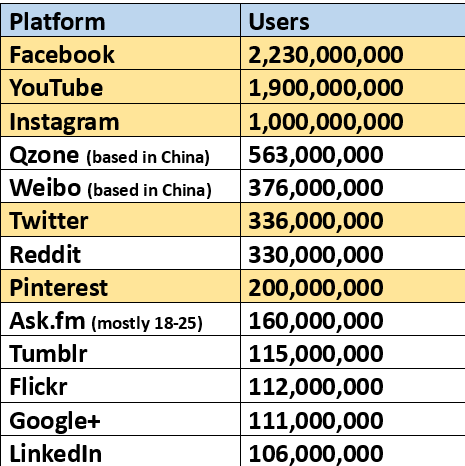 Platform Users
Facebook 2,230,000,000
YouTube 1,900,000,000
Instagram 1,000,000,000
Qzone (based in China) 563,000,000
Weibo (based in China) 376,000,000
Twitter 336,000,000
Reddit 330,000,000
Pinterest 200,000,000
Ask.fm (mostly 18-25) 160,000,000
Tumblr 115,000,000
Flickr 112,000,000
Google+ 111,000,000
LinkedIn 106,000,000